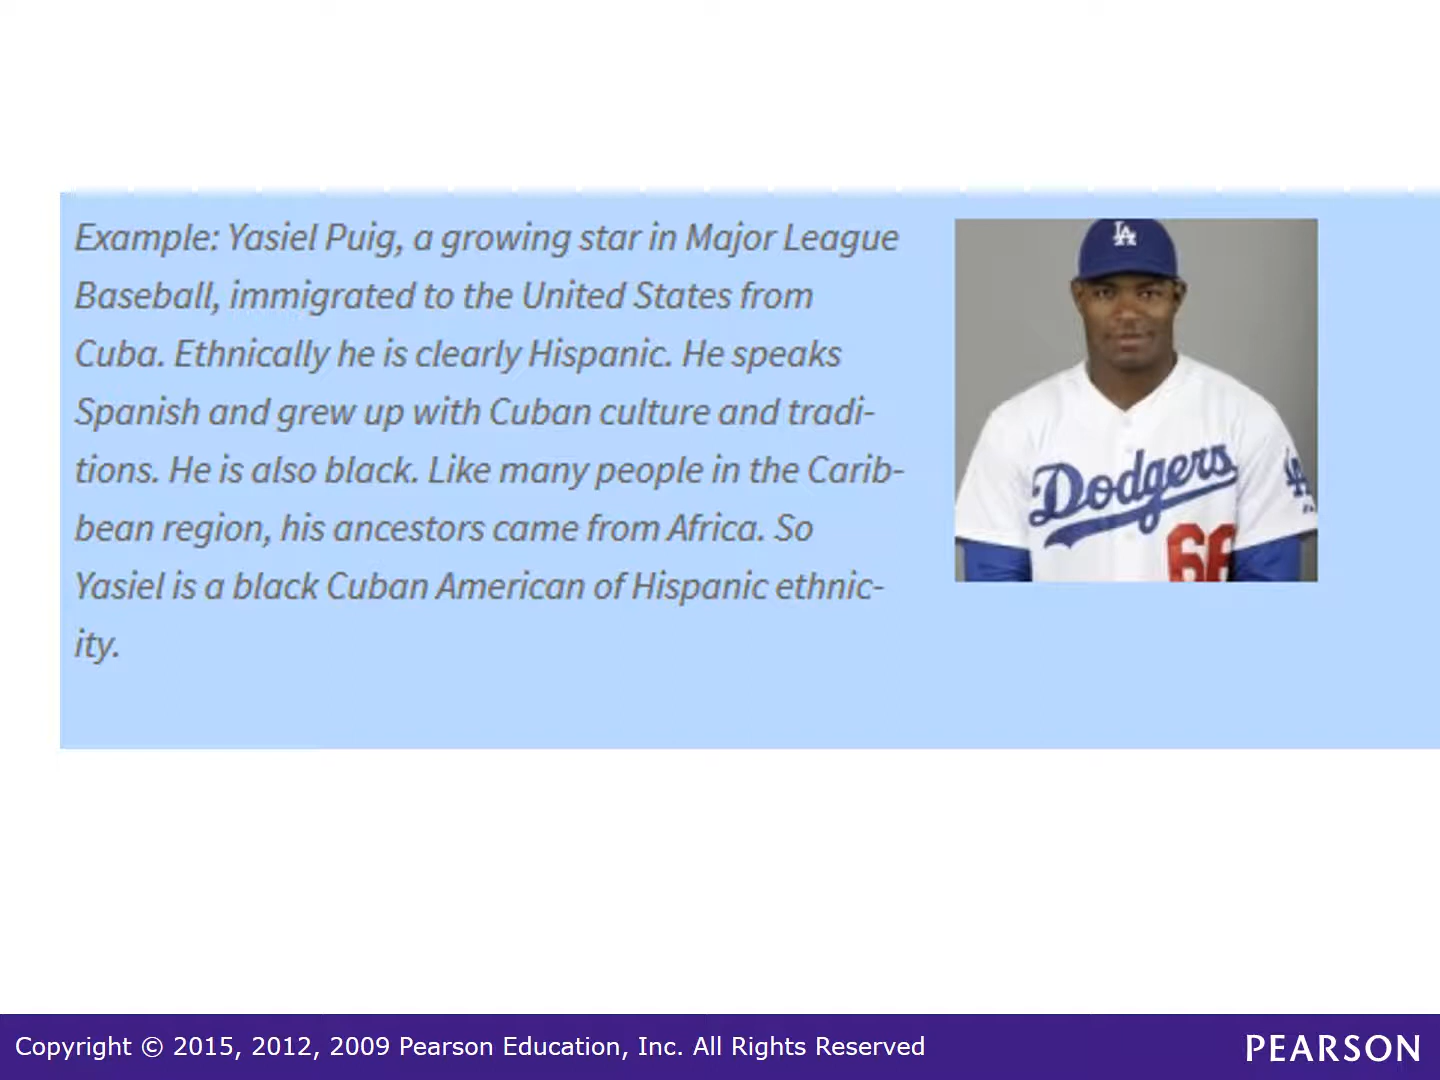 Example: Yasiel Puig, a growing star in Major League
Baseball, immigrated to the United States from
Cuba. Ethnically he is clearly Hispanic. He speaks
Spanish and grew up with Cuban culture and tradi-
tions. He is also black. Like many people in the Carib-
bean region, his ancestors came from Africa. So
Yasiel is a black Cuban American of Hispanic ethnic-
ity.
LA
Dodgers
LA
66
Copyright © 2015, 2012, 2009 Pearson Education, Inc. All Rights Reserved
PEARSON